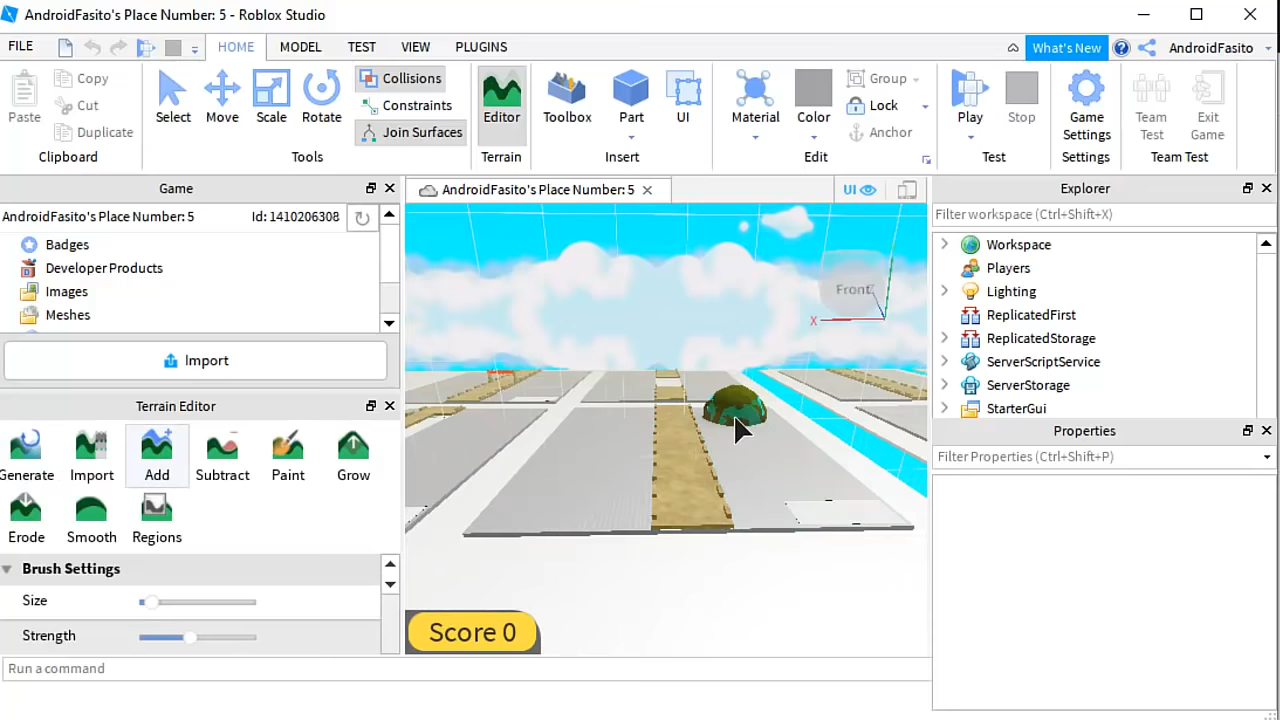 AndroidFasito's Place Number: 5 - Roblox Studio
FILE HOME MODEL TEST VIEW PLUGINS What's New AndroidFasito
Paste Copy Cut Duplicate
Select Move Scale Rotate
Collisions
Constraints
Join Surfaces
Editor
Toolbox Part UI
Material Color
Group
Lock
Anchor
Play Stop
Game Settings
Team Test
Exit Game
Clipboard Tools Terrain Insert Edit Test Settings Team Test
Game
AndroidFasito's Place Number: 5 Id: 1410206308
Badges
Developer Products
Images
Meshes
Import
Terrain Editor
Generate Import Add Subtract Paint Grow
Erode Smooth Regions
Brush Settings
Size
Strength
AndroidFasito's Place Number: 5
UI
Front
X
Score 0
Run a command
Explorer
Filter workspace (Ctrl+Shift+X)
Workspace
Players
Lighting
ReplicatedFirst
ReplicatedStorage
ServerScriptService
ServerStorage
StarterGui
Properties
Filter Properties (Ctrl+Shift+P)